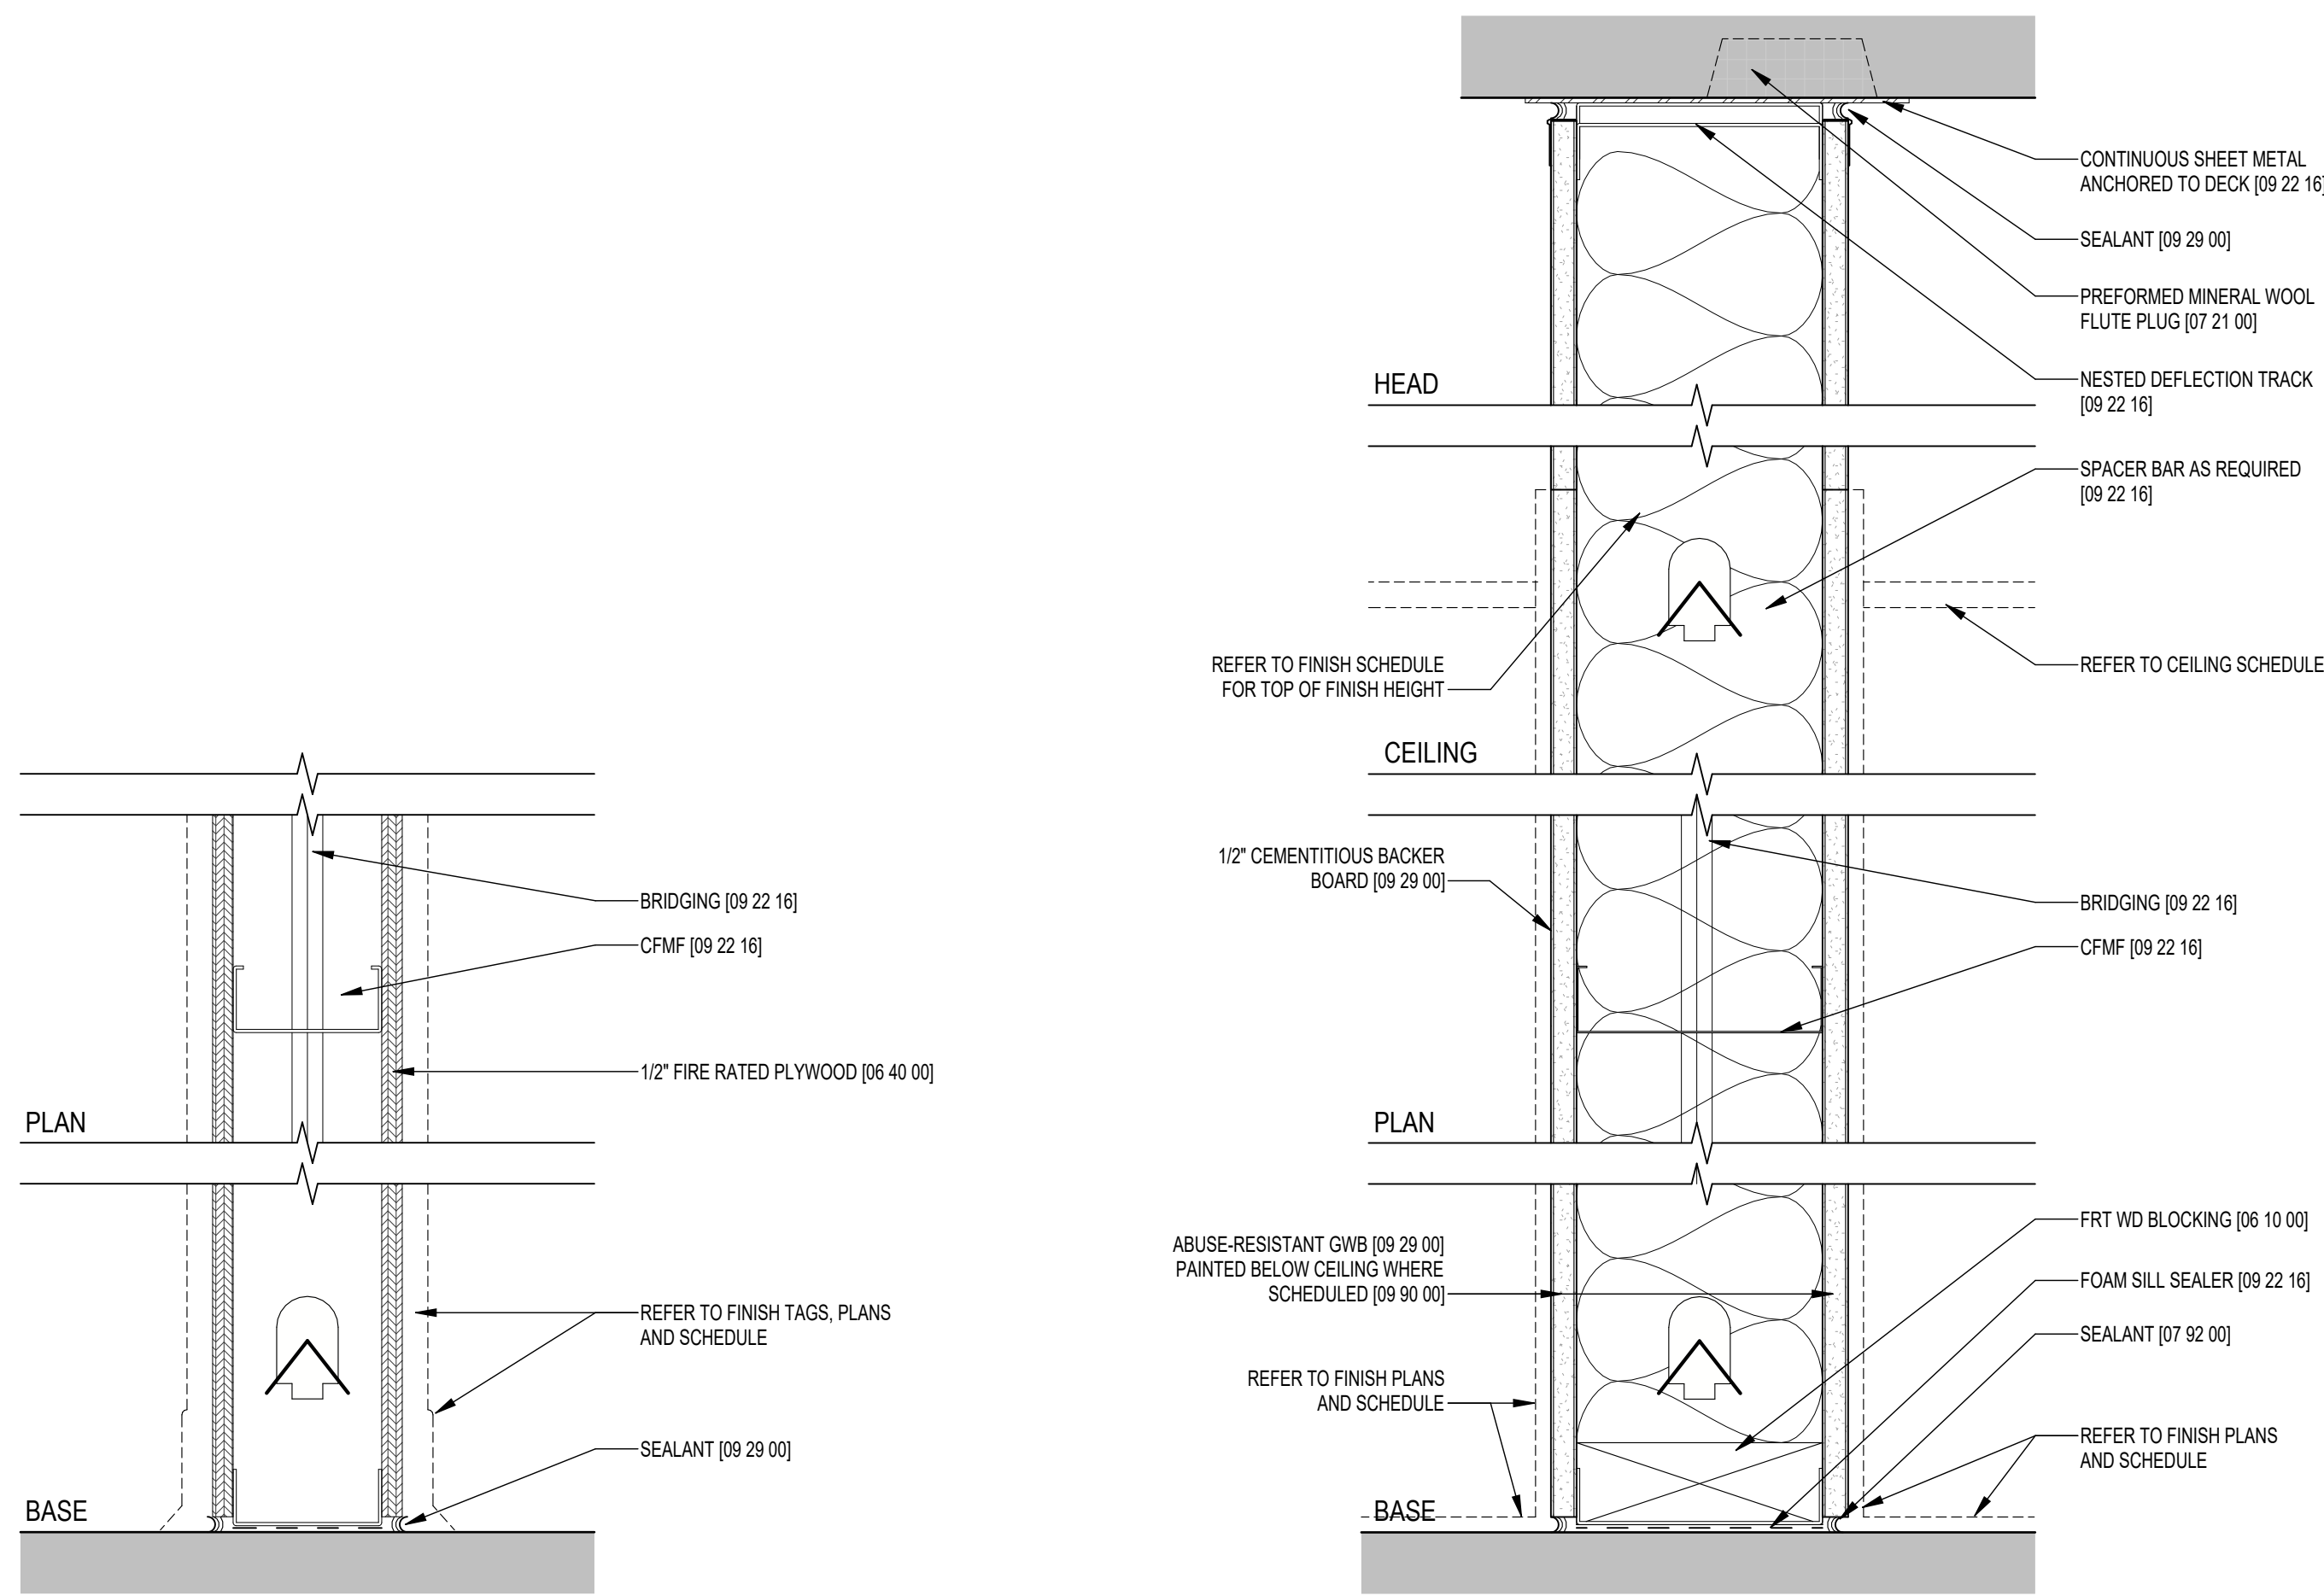 BRIDGING [09 22 16]
CFMF [09 22 16]
1/2" FIRE RATED PLYWOOD [06 40 00]
PLAN
REFER TO FINISH TAGS, PLANS
AND SCHEDULE
SEALANT [09 29 00]
BASE
CONTINUOUS SHEET METAL
ANCHORED TO DECK [09 22 16]
SEALANT [09 29 00]
PREFORMED MINERAL WOOL
FLUTE PLUG [07 21 00]
HEAD
NESTED DEFLECTION TRACK
[09 22 16]
SPACER BAR AS REQUIRED
[09 22 16]
REFER TO FINISH SCHEDULE
FOR TOP OF FINISH HEIGHT
REFER TO CEILING SCHEDULE
CEILING
1/2" CEMENTITIOUS BACKER
BOARD [09 29 00]
BRIDGING [09 22 16]
CFMF [09 22 16]
PLAN
ABUSE-RESISTANT GWB [09 29 00]
PAINTED BELOW CEILING WHERE
SCHEDULED [09 90 00]
FRT WD BLOCKING [06 10 00]
FOAM SILL SEALER [09 22 16]
SEALANT [07 92 00]
REFER TO FINISH PLANS
AND SCHEDULE
REFER TO FINISH PLANS
AND SCHEDULE
BASE